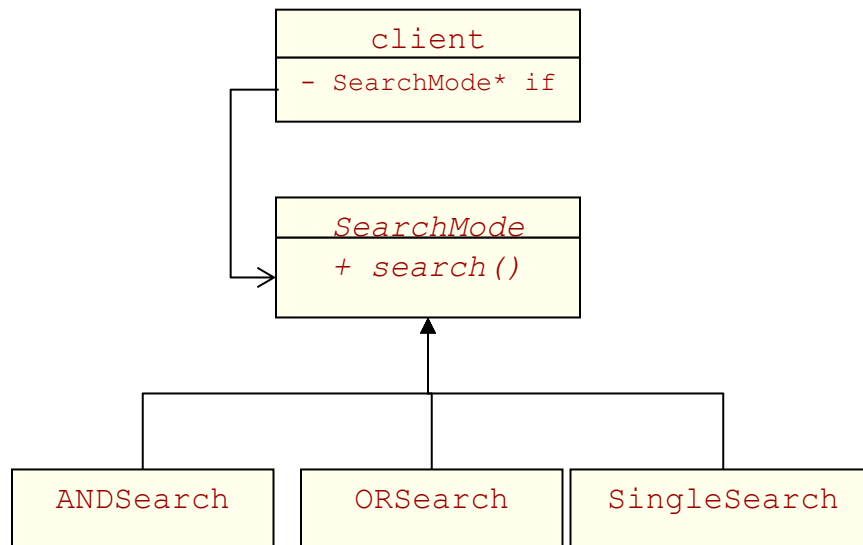 client
- SearchMode* if
SearchMode
+ search()
ANDSearch
ORSearch
SingleSearch